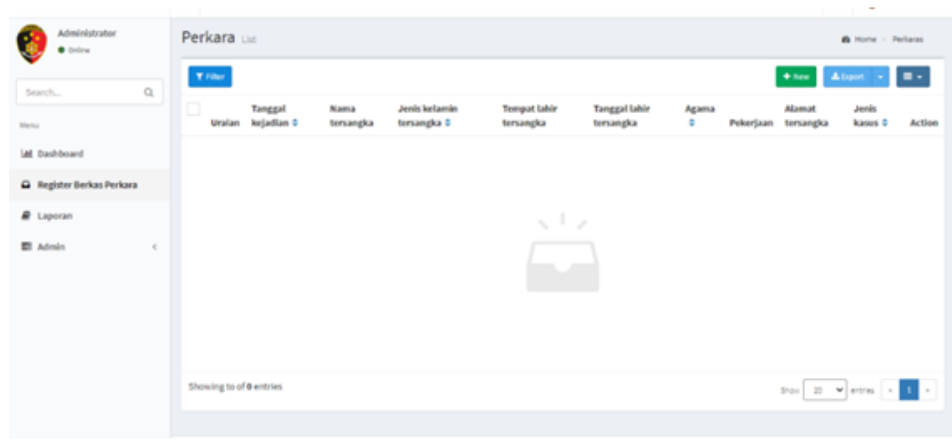 Administrator
Online
Search...
Menu
Dashboard
Register Berkas Perkara
Laporan
Admin
Perkara List
Home Perkaras
Filter
+ New Export
Uraian Tanggal kejadian Nama tersangka Jenis kelamin tersangka Tempat lahir tersangka Tanggal lahir tersangka Agama Pekerjaan Alamat tersangka Jenis kasus Action
Showing to of 0 entries
Show 20 entries « 1 »